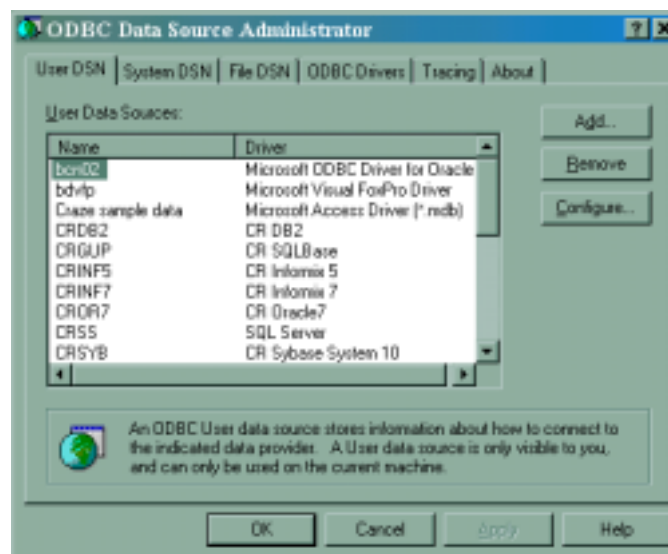 ODBC Data Source Administrator
User DSN System DSN File DSN ODBC Drivers Tracing About
User Data Sources:
Name Driver
Microsoft ODBC Driver for Oracle
bdvfp Microsoft Visual FoxPro Driver
Craze sample data Microsoft Access Driver (*.mdb)
CRDB2 CR DB2
CRGUP CR SQLBase
CRINF5 CR Informix 5
CRINF7 CR Informix 7
CROR7 CR Oracle7
CRSS SQL Server
CRSYB CR Sybase System 10
Add...
Remove
Configure...
An ODBC User data source stores information about how to connect to
the indicated data provider. A User data source is only visible to you,
and can only be used on the current machine.
OK Cancel Apply Help